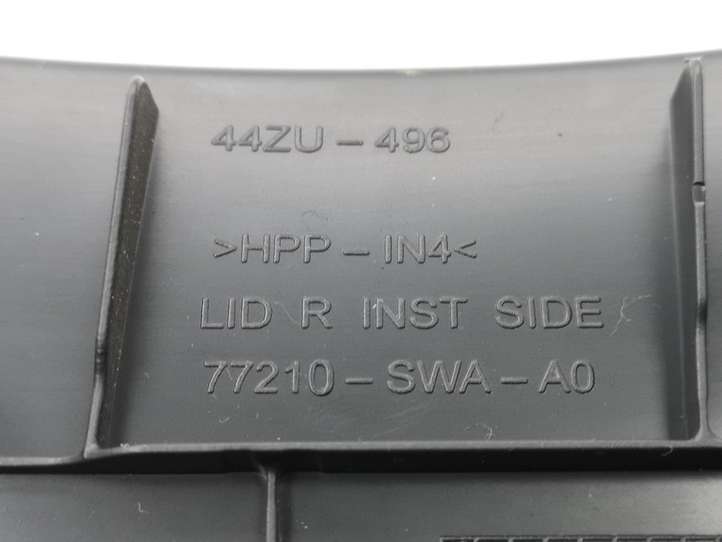 44ZU-496
>HPP-IN4<
LID R INST SIDE
77210-SWA-A0